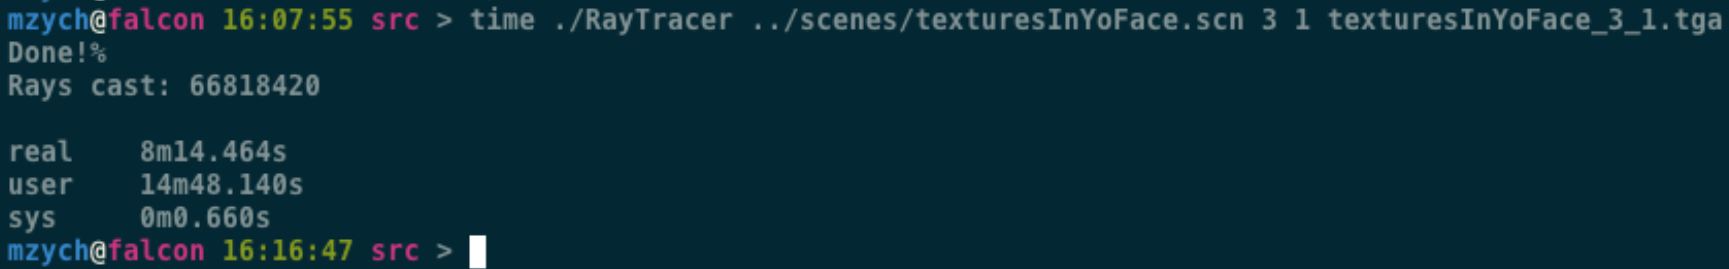 mzych@falcon 16:07:55 src > time ./RayTracer ../scenes/texturesInYoFace.scn 3 1 texturesInYoFace_3_1.tga
Done!%
Rays cast: 66818420
real 8m14.464s
user 14m48.140s
sys 0m0.660s
mzych@falcon 16:16:47 src >